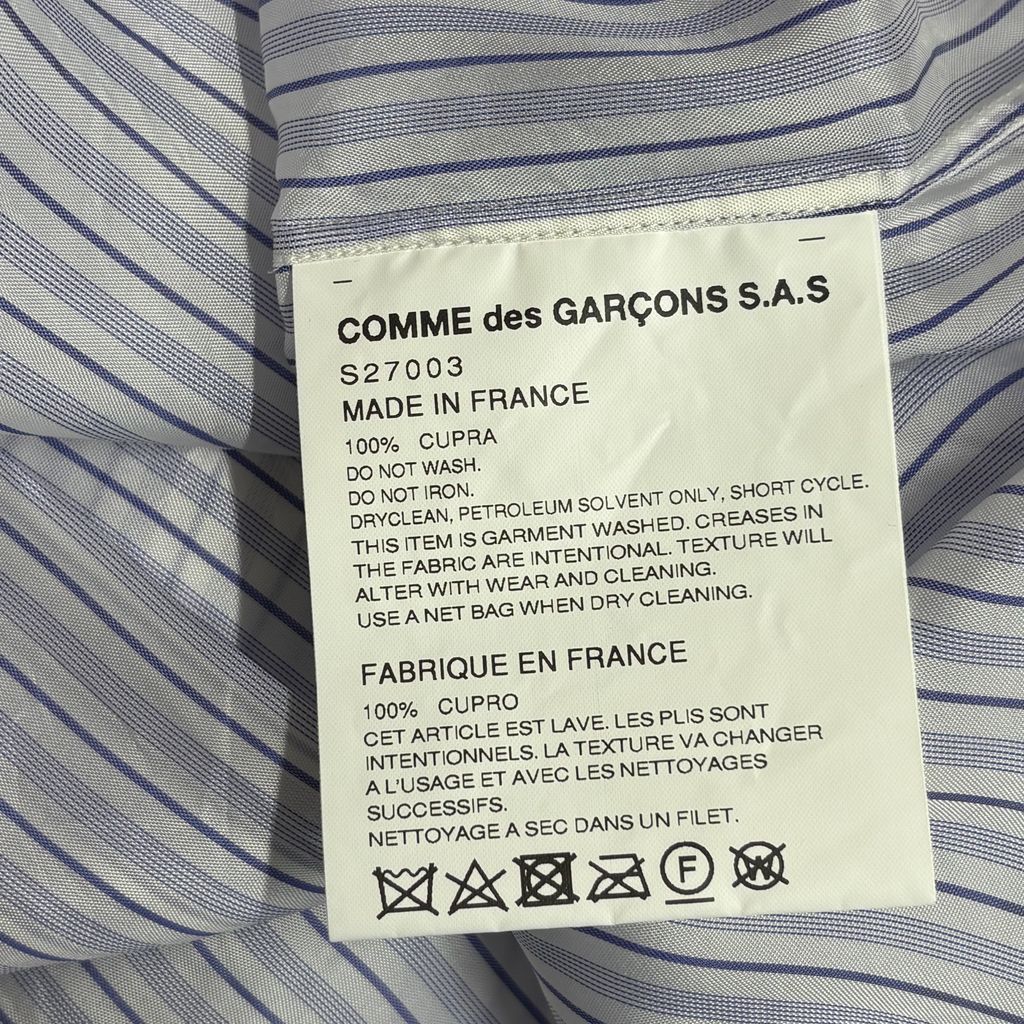 COMME des GARÇONS S.A.S
S27003
MADE IN FRANCE
100% CUPRA
DO NOT WASH.
DO NOT IRON.
DRYCLEAN, PETROLEUM SOLVENT ONLY, SHORT CYCLE.
THIS ITEM IS GARMENT WASHED. CREASES IN
THE FABRIC ARE INTENTIONAL. TEXTURE WILL
ALTER WITH WEAR AND CLEANING.
USE A NET BAG WHEN DRY CLEANING.
FABRIQUE EN FRANCE
100% CUPRO
CET ARTICLE EST LAVE. LES PLIS SONT
INTENTIONNELS. LA TEXTURE VA CHANGER
A L'USAGE ET AVEC LES NETTOYAGES
SUCCESSIFS.
NETTOYAGE A SEC DANS UN FILET.
F W